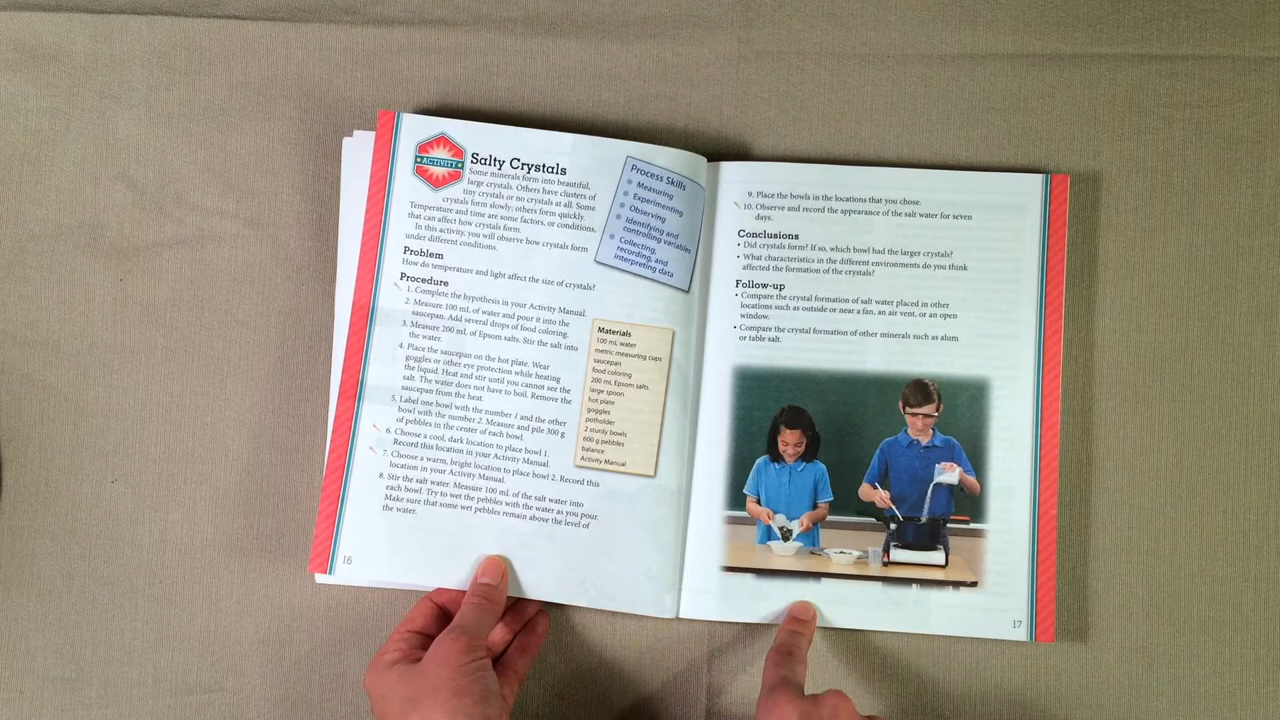 ACTIVITY
Salty Crystals
Some minerals form into beautiful,
large crystals. Others have clusters of
tiny crystals or no crystals at all. Some
crystals form slowly; others form quickly.
Temperature and time are some factors, or conditions,
that can affect how crystals form.
In this activity, you will observe how crystals form
under different conditions.
Process Skills
Measuring
Experimenting
Observing
Identifying and
controlling variables
Collecting,
recording, and
interpreting data
Problem
How do temperature and light affect the size of crystals?
Procedure
1. Complete the hypothesis in your Activity Manual.
2. Measure 100 mL of water and pour it into the
saucepan. Add several drops of food coloring.
3. Measure 200 mL of Epsom salts. Stir the salt into
the water.
4. Place the saucepan on the hot plate. Wear
goggles or other eye protection while heating
the liquid. Heat and stir until you cannot see the
salt. The water does not have to boil. Remove the
saucepan from the heat.
5. Label one bowl with the number 1 and the other
bowl with the number 2. Measure and pile 300 g
of pebbles in the center of each bowl.
6. Choose a cool, dark location to place bowl 1.
Record this location in your Activity Manual.
7. Choose a warm, bright location to place bowl 2. Record this
location in your Activity Manual.
8. Stir the salt water. Measure 100 mL of the salt water into
each bowl. Try to wet the pebbles with the water as you pour.
Make sure that some wet pebbles remain above the level of
the water.
Materials
100 mL water
metric measuring cups
saucepan
food coloring
200 mL Epsom salts
large spoon
hot plate
goggles
potholder
2 sturdy bowls
600 g pebbles
balance
Activity Manual
16
9. Place the bowls in the locations that you chose.
10. Observe and record the appearance of the salt water for seven
days.
Conclusions
• Did crystals form? If so, which bowl had the larger crystals?
• What characteristics in the different environments do you think
affected the formation of the crystals?
Follow-up
• Compare the crystal formation of salt water placed in other
locations such as outside or near a fan, an air vent, or an open
window.
• Compare the crystal formation of other minerals such as alum
or table salt.
17